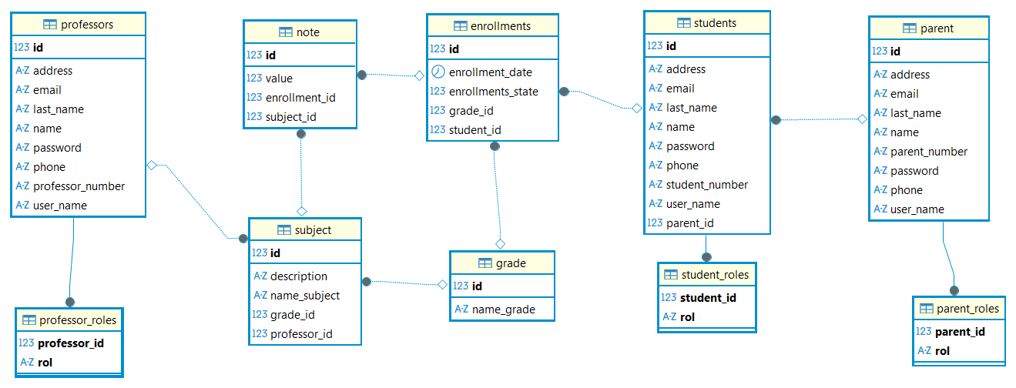 professors
123 id
A-Z address
A-Z email
A-Z last_name
A-Z name
A-Z password
A-Z phone
A-Z professor_number
A-Z user_name
note
123 id
123 value
123 enrollment_id
123 subject_id
enrollments
123 id
enrollment_date
123 enrollments_state
123 grade_id
123 student_id
students
123 id
A-Z address
A-Z email
A-Z last_name
A-Z name
A-Z password
A-Z phone
A-Z student_number
A-Z user_name
123 parent_id
parent
123 id
A-Z address
A-Z email
A-Z last_name
A-Z name
A-Z parent_number
A-Z password
A-Z phone
A-Z user_name
subject
123 id
A-Z description
A-Z name_subject
123 grade_id
123 professor_id
grade
123 id
A-Z name_grade
student_roles
123 student_id
A-Z rol
professor_roles
123 professor_id
A-Z rol
parent_roles
123 parent_id
A-Z rol